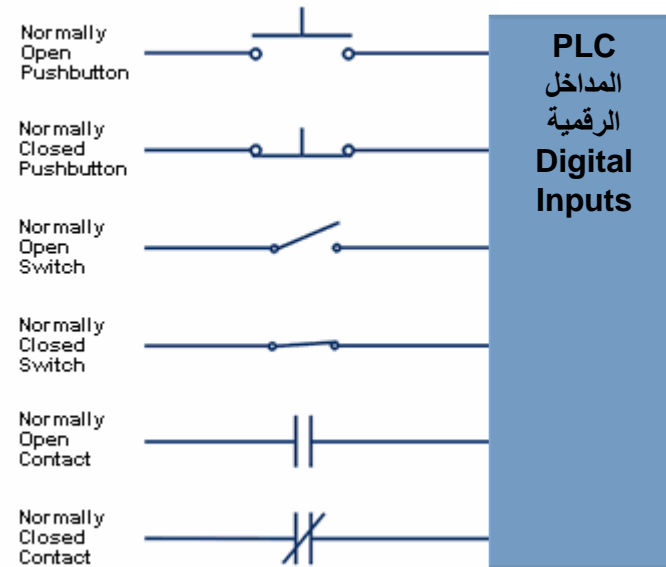 Normally
Open
Pushbutton
Normally
Closed
Pushbutton
Normally
Open
Switch
Normally
Closed
Switch
Normally
Open
Contact
Normally
Closed
Contact
PLC
المداخل
الرقمية
Digital
Inputs